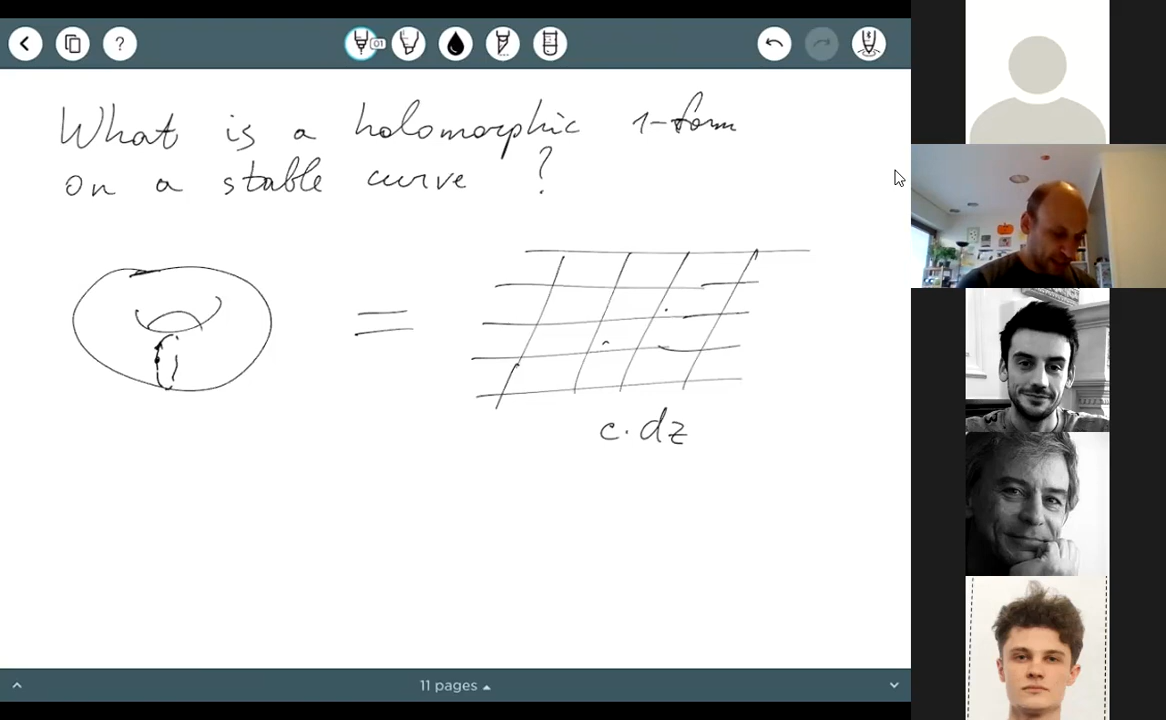 What is a holomorphic 1-form
on a stable curve ?
=
c. dz
11 pages